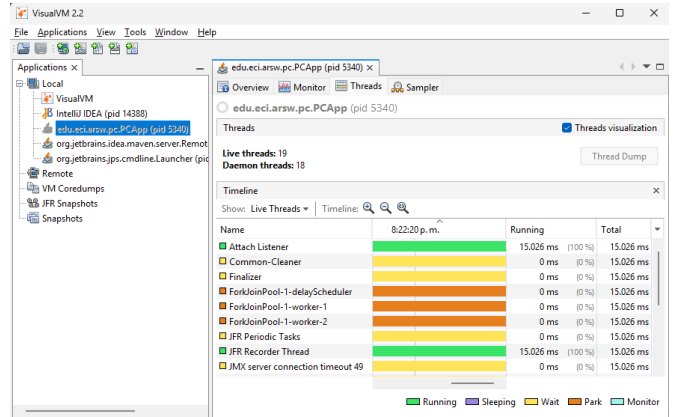 VisualVM 2.2
File Applications View Tools Window Help
Applications ×
Local
VisualVM
IntelliJ IDEA (pid 14388)
edu.eci.arsw.pc.PCApp (pid 5340)
org.jetbrains.idea.maven.server.Remot
org.jetbrains.jps.cmdline.Launcher (pic
Remote
VM Coredumps
JFR Snapshots
Snapshots
edu.eci.arsw.pc.PCApp (pid 5340) ×
Overview Monitor Threads Sampler
edu.eci.arsw.pc.PCApp (pid 5340)
Threads Threads visualization
Live threads: 19
Daemon threads: 18
Thread Dump
Timeline ×
Show: Live Threads Timeline:
Name 8:22:20 p. m. Running Total
Attach Listener 15.026 ms (100 %) 15.026 ms
Common-Cleaner 0 ms (0 %) 15.026 ms
Finalizer 0 ms (0 %) 15.026 ms
ForkJoinPool-1-delayScheduler 0 ms (0 %) 15.026 ms
ForkJoinPool-1-worker-1 0 ms (0 %) 15.026 ms
ForkJoinPool-1-worker-2 0 ms (0 %) 15.026 ms
JFR Periodic Tasks 0 ms (0 %) 15.026 ms
JFR Recorder Thread 15.026 ms (100 %) 15.026 ms
JMX server connection timeout 49 0 ms (0 %) 15.026 ms
Running Sleeping Wait Park Monitor